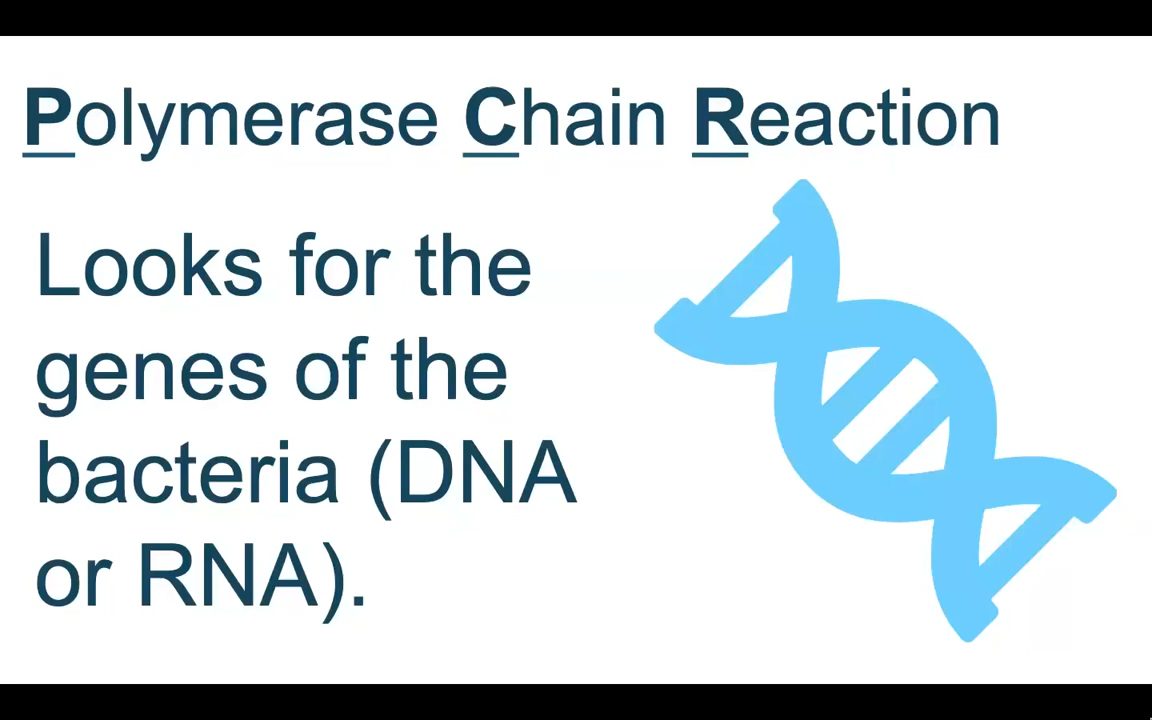 Polymerase Chain Reaction
Looks for the
genes of the
bacteria (DNA
or RNA).